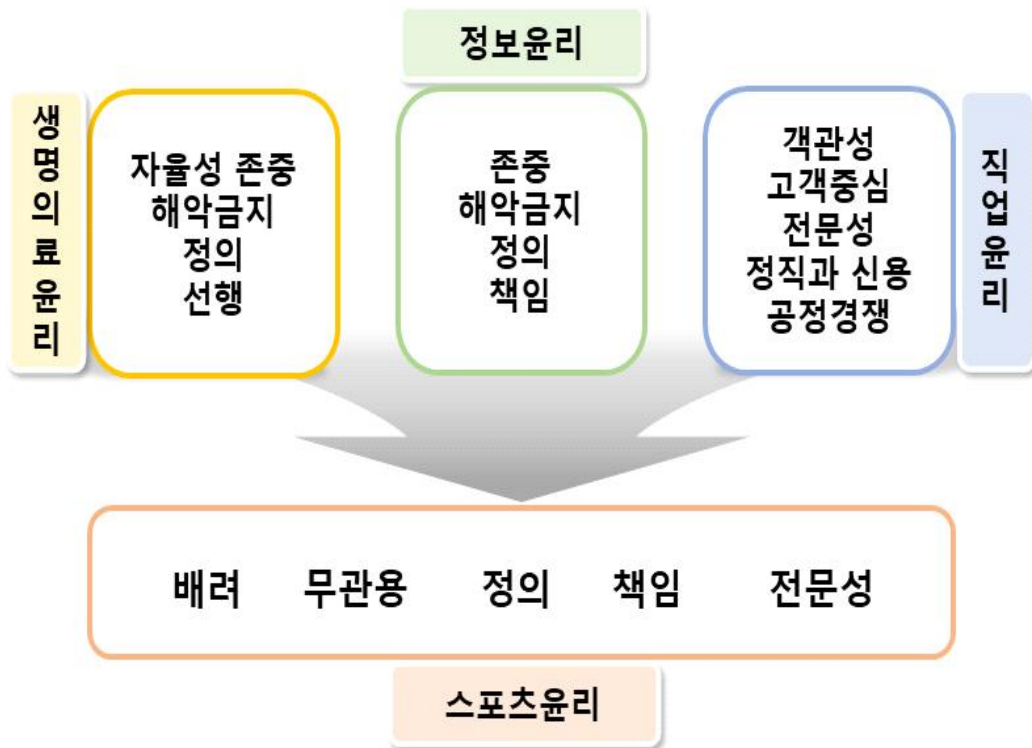 정보윤리
생명의료윤리
자율성 존중
해악금지
정의
선행
존중
해악금지
정의
책임
객관성
고객중심
전문성
정직과 신용
공정경쟁
직업윤리
배려 무관용 정의 책임 전문성
스포츠윤리